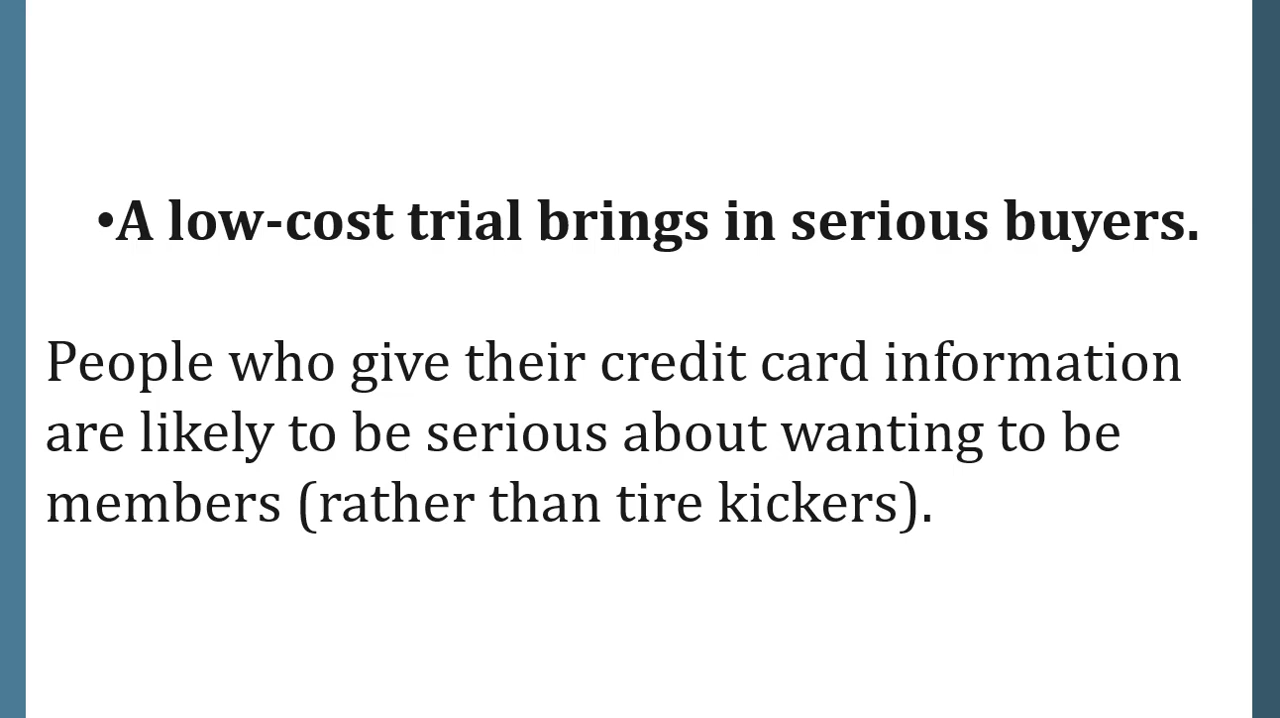 •A low-cost trial brings in serious buyers.
People who give their credit card information
are likely to be serious about wanting to be
members (rather than tire kickers).